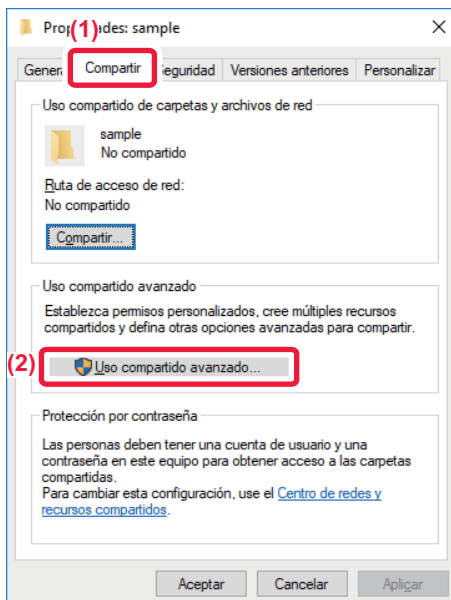 Propiedades: sample
(1)
General Compartir Seguridad Versiones anteriores Personalizar
Uso compartido de carpetas y archivos de red
sample
No compartido
Ruta de acceso de red:
No compartido
Compartir...
Uso compartido avanzado
Establezca permisos personalizados, cree múltiples recursos
compartidos y defina otras opciones avanzadas para compartir.
(2)
Uso compartido avanzado...
Protección por contraseña
Las personas deben tener una cuenta de usuario y una
contraseña en este equipo para obtener acceso a las carpetas
compartidas.
Para cambiar esta configuración, use el Centro de redes y
recursos compartidos.
Aceptar Cancelar Aplicar